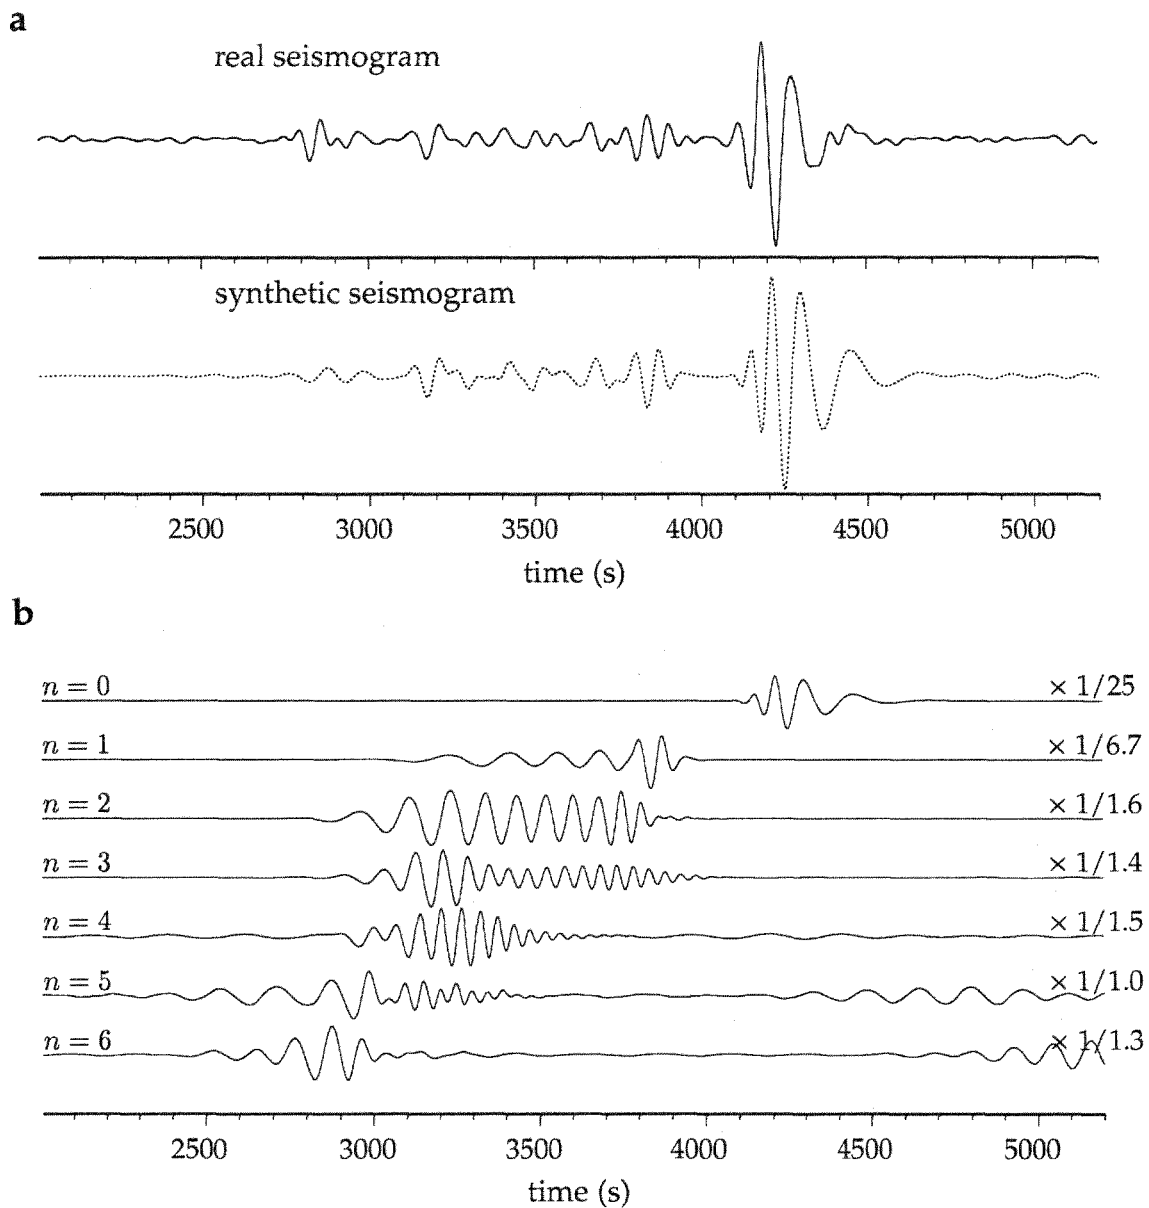 a
real seismogram
synthetic seismogram
2500 3000 3500 4000 4500 5000
time (s)
b
n = 0 × 1/25
n = 1 × 1/6.7
n = 2 × 1/1.6
n = 3 × 1/1.4
n = 4 × 1/1.5
n = 5 × 1/1.0
n = 6 × 1/1.3
2500 3000 3500 4000 4500 5000
time (s)